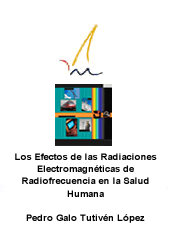 Los Efectos de las Radiaciones
Electromagnéticas de
Radiofrecuencia en la Salud
Humana
Pedro Galo Tutivén López